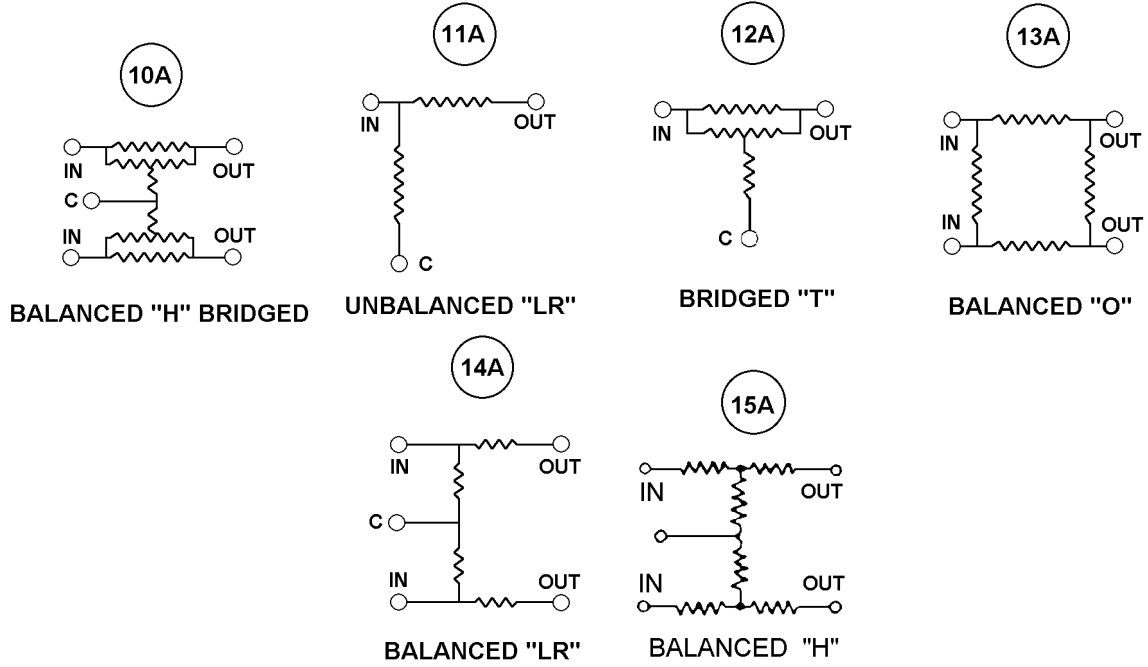 10A
IN
OUT
C
IN
OUT
BALANCED "H" BRIDGED
11A
IN
OUT
C
UNBALANCED "LR"
12A
IN
OUT
C
BRIDGED "T"
13A
IN
OUT
IN
OUT
BALANCED "O"
14A
IN
OUT
C
IN
OUT
BALANCED "LR"
15A
IN
OUT
IN
OUT
BALANCED "H"